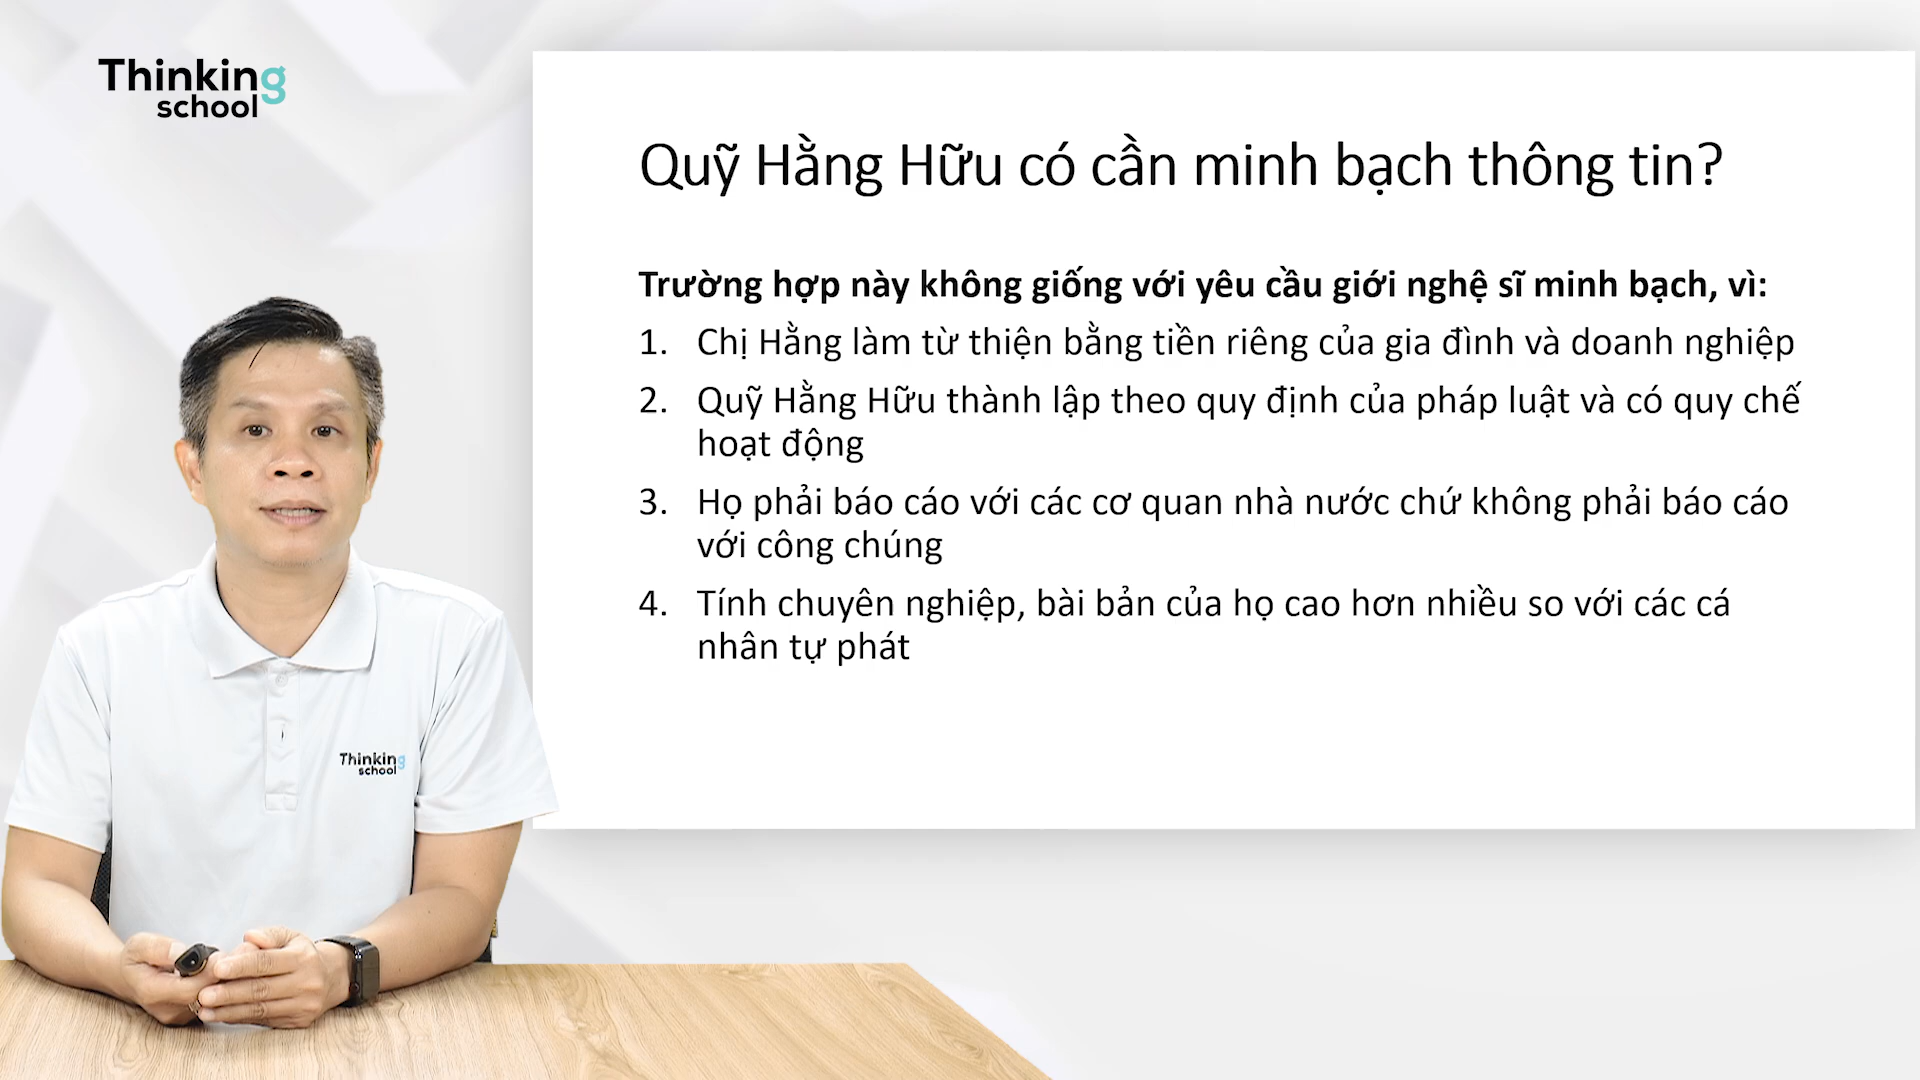 Thinking
school
Quỹ Hằng Hữu có cần minh bạch thông tin?
Trường hợp này không giống với yêu cầu giới nghệ sĩ minh bạch, vì:
1. Chị Hằng làm từ thiện bằng tiền riêng của gia đình và doanh nghiệp
2. Quỹ Hằng Hữu thành lập theo quy định của pháp luật và có quy chế
hoạt động
3. Họ phải báo cáo với các cơ quan nhà nước chứ không phải báo cáo
với công chúng
4. Tính chuyên nghiệp, bài bản của họ cao hơn nhiều so với các cá
nhân tự phát
Thinking
school